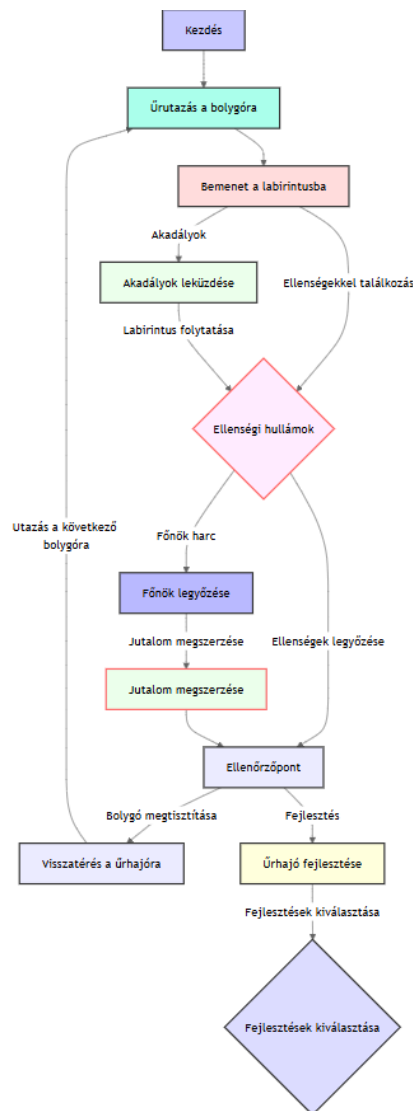 Kezdés
Űrutazás a bolygóra
Bemenet a labirintusba
Akadályok
Akadályok leküzdése
Ellenségekkel találkozás
Labirintus folytatása
Ellenségi hullámok
Utazás a következő
bolygóra
Főnök harc
Főnök legyőzése
Jutalom megszerzése
Ellenségek legyőzése
Jutalom megszerzése
Ellenőrzőpont
Bolygó megtisztítása
Fejlesztés
Visszatérés a űrhajóra
Űrhajó fejlesztése
Fejlesztések kiválasztása
Fejlesztések kiválasztása